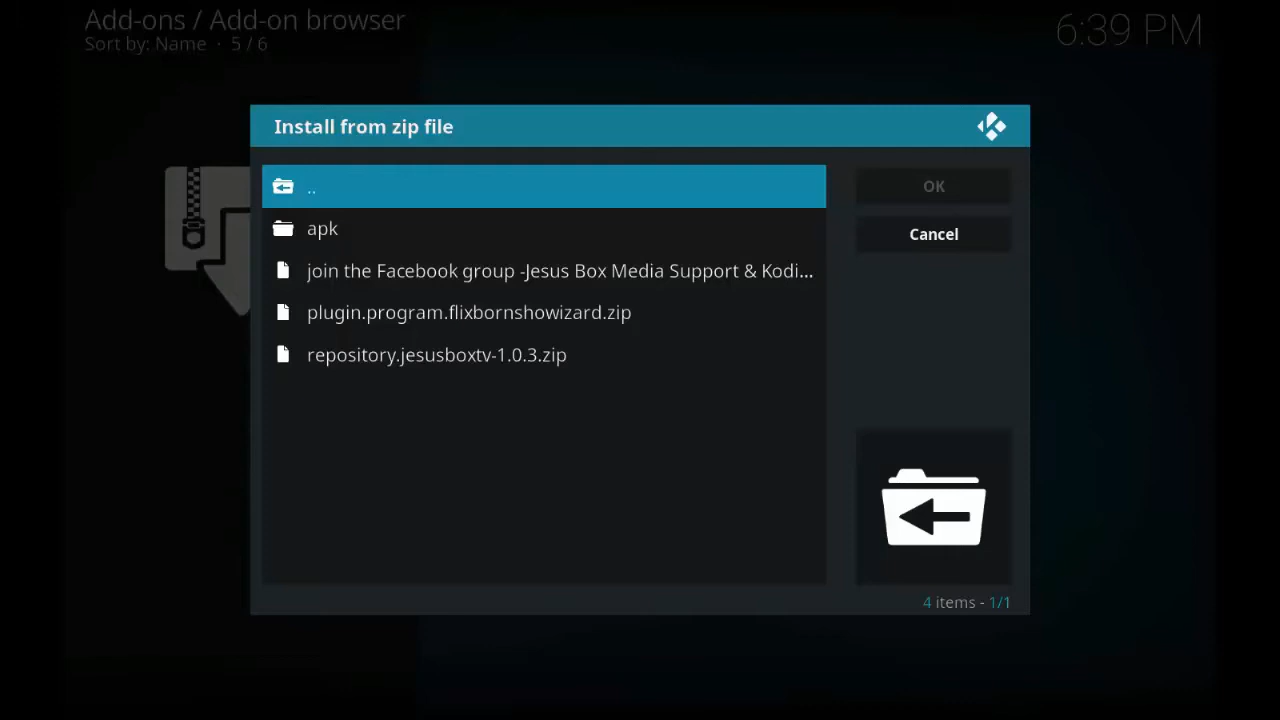 Add-ons / Add-on browser
Sort by: Name · 5 / 6
6:39 PM
Install from zip file
..
apk
join the Facebook group -Jesus Box Media Support & Kodi...
plugin.program.flixbornshowizard.zip
repository.jesusboxtv-1.0.3.zip
OK
Cancel
4 items - 1/1